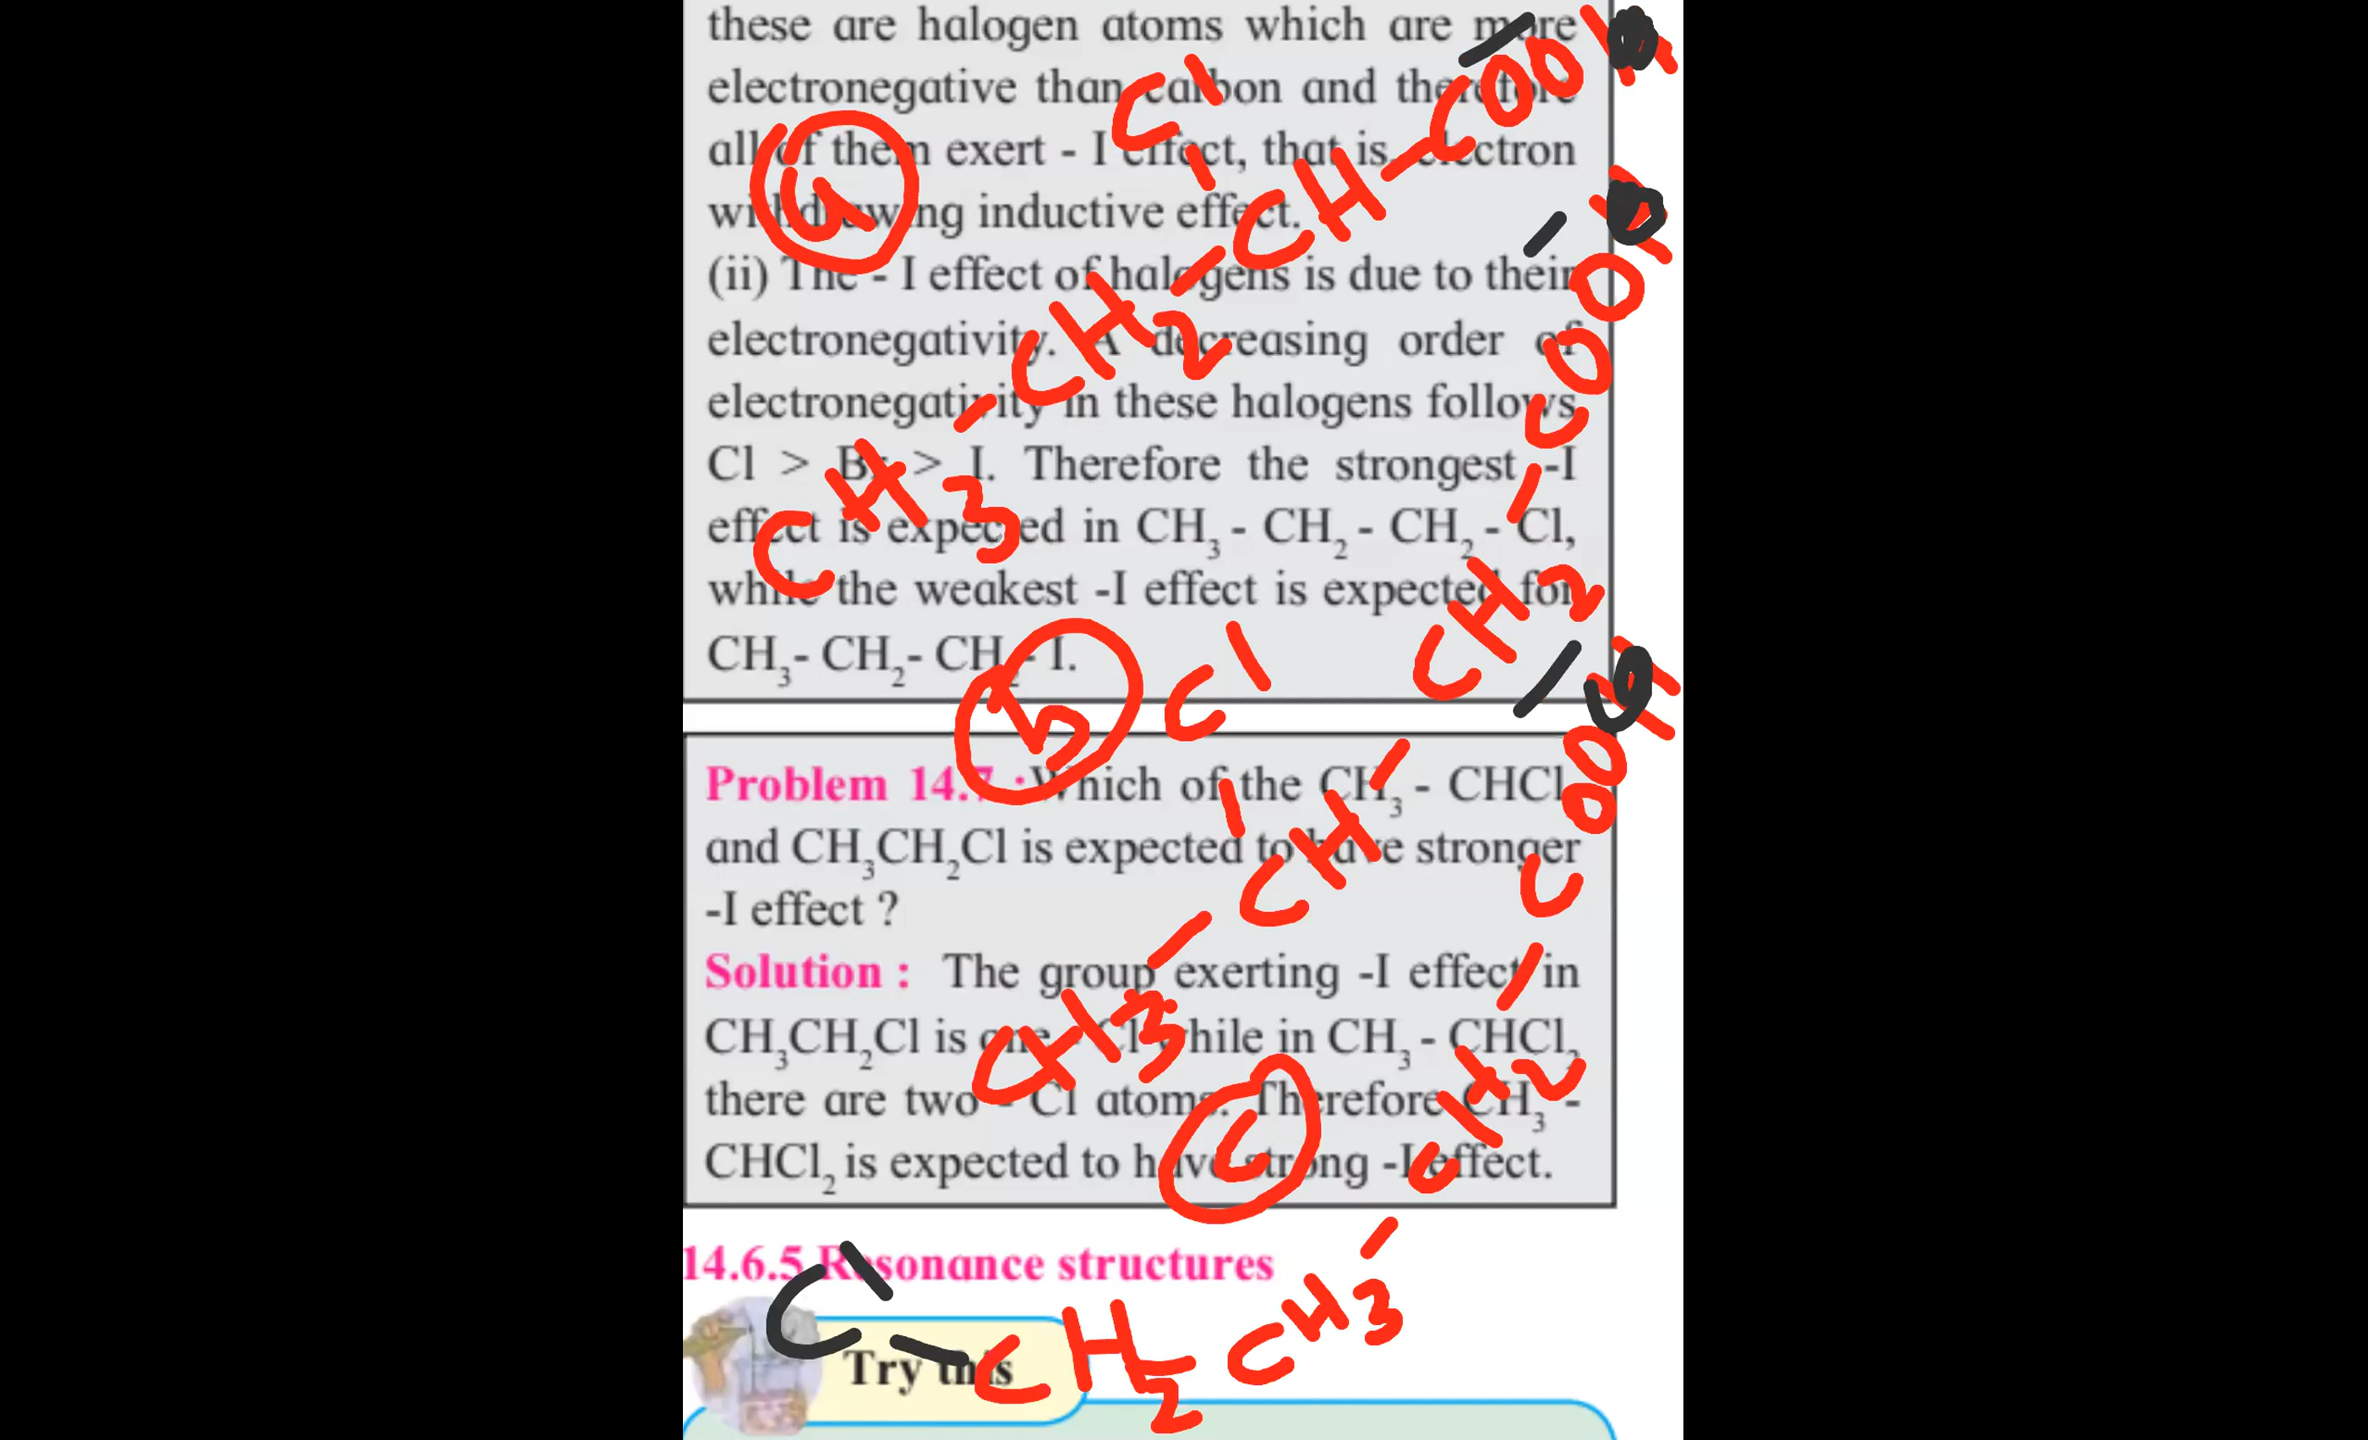 these are halogen atoms which are more
electronegative than carbon and therefore
all of them exert - I effect, that is, electron
withdrawing inductive effect.
(ii) The - I effect of halogens is due to their
electronegativity. A decreasing order of
electronegativity in these halogens follows
Cl > Br > I. Therefore the strongest -I
effect is expected in CH₃ - CH₂ - CH₂ - Cl,
while the weakest -I effect is expected for
CH₃- CH₂- CH₂- I.
Problem 14.7 : Which of the CH₃ - CHCl₂
and CH₃CH₂Cl is expected to have stronger
-I effect ?
Solution : The group exerting -I effect in
CH₃CH₂Cl is one - Cl while in CH₃ - CHCl₂
there are two - Cl atoms. Therefore CH₃ -
CHCl₂ is expected to have strong -I effect.
14.6.5 Resonance structures
Try this
a
Cl
CH3-CH2-CH-COO
b
Cl
CH3-CH-CH2-COO
c
Cl-CH2
CH3-CH2-COO